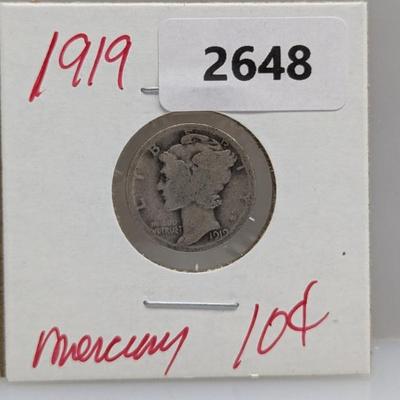 1919
2648
LIBERTY
IN GOD
WE TRUST
1919
mercury 10¢